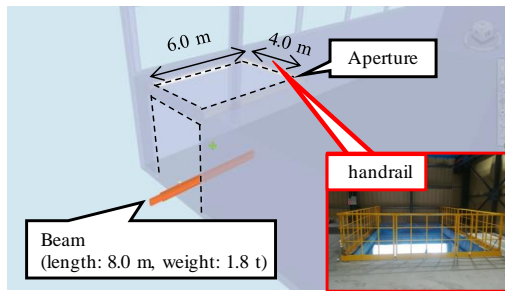 6.0 m
4.0 m
Aperture
handrail
Beam
(length: 8.0 m, weight: 1.8 t)